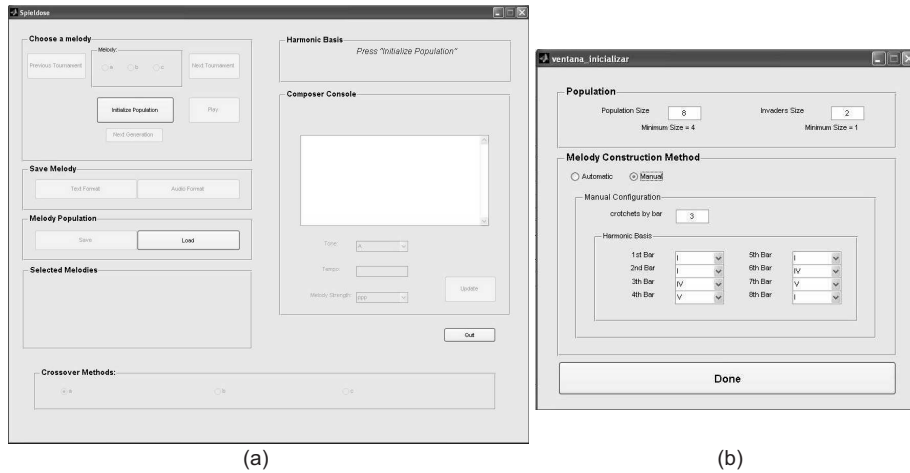 Spieldose
Choose a melody
Melody:
Previous Tournament
a
b
c
Next Tournament
Initialize Population
Play
Next Generation
Save Melody
Text Format
Audio Format
Melody Population
Save
Load
Selected Melodies
Harmonic Basis
Press "Initialize Population"
Composer Console
Tone:
A
Tempo:
Melody Strength:
ppp
Update
Quit
Crossover Methods:
a
b
c
(a)
ventana_inicializar
Population
Population Size 8 Invaders Size 2
Minimum Size = 4 Minimum Size = 1
Melody Construction Method
Automatic Manual
Manual Configuration
crotchets by bar 3
Harmonic Basis
1st Bar I 5th Bar I
2nd Bar I 6th Bar IV
3th Bar IV 7th Bar V
4th Bar V 8th Bar I
Done
(b)